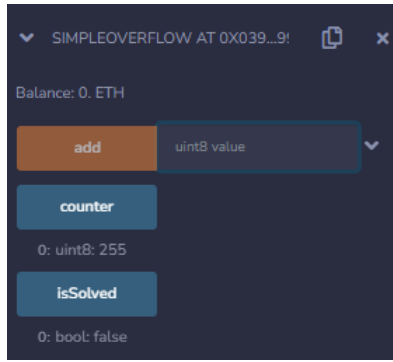 SIMPLEOVERFLOW AT 0X039...9
Balance: 0. ETH
add
uint8 value
counter
0: uint8: 255
isSolved
0: bool: false